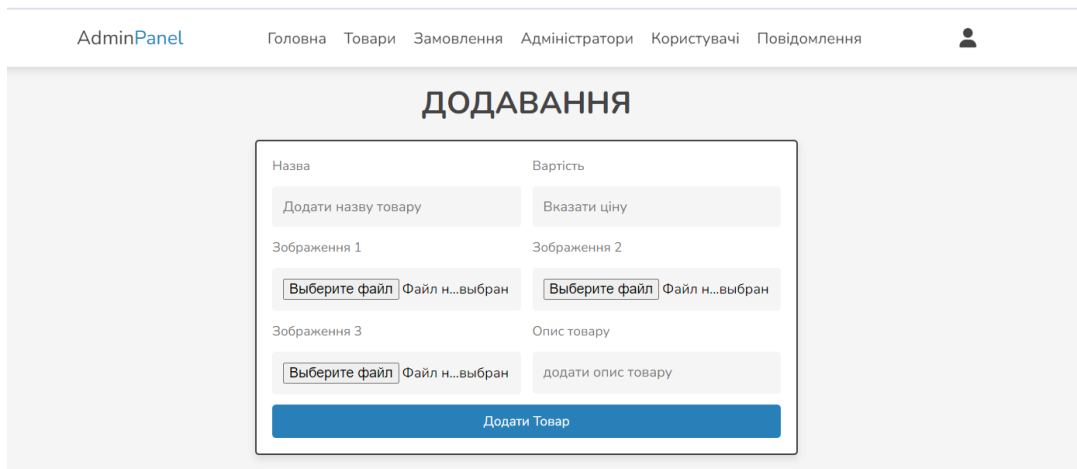 AdminPanel Головна Товари Замовлення Адміністратори Користувачі Повідомлення
ДОДАВАННЯ
Назва Вартість
Додати назву товару Вказати ціну
Зображення 1 Зображення 2
Выберите файл Файл н...выбран Выберите файл Файл н...выбран
Зображення 3 Опис товару
Выберите файл Файл н...выбран додати опис товару
Додати Товар